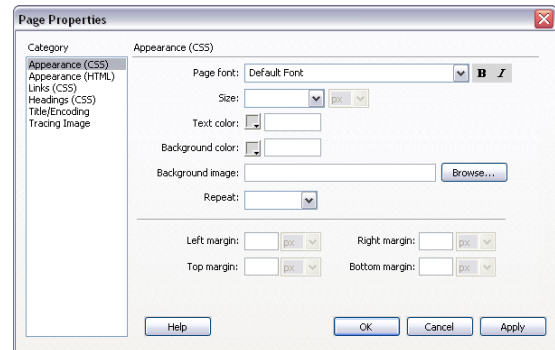 Page Properties
Category
Appearance (CSS)
Appearance (HTML)
Links (CSS)
Headings (CSS)
Title/Encoding
Tracing Image
Appearance (CSS)
Page font: Default Font B I
Size: px
Text color:
Background color:
Background image: Browse...
Repeat:
Left margin: px Right margin: px
Top margin: px Bottom margin: px
Help OK Cancel Apply